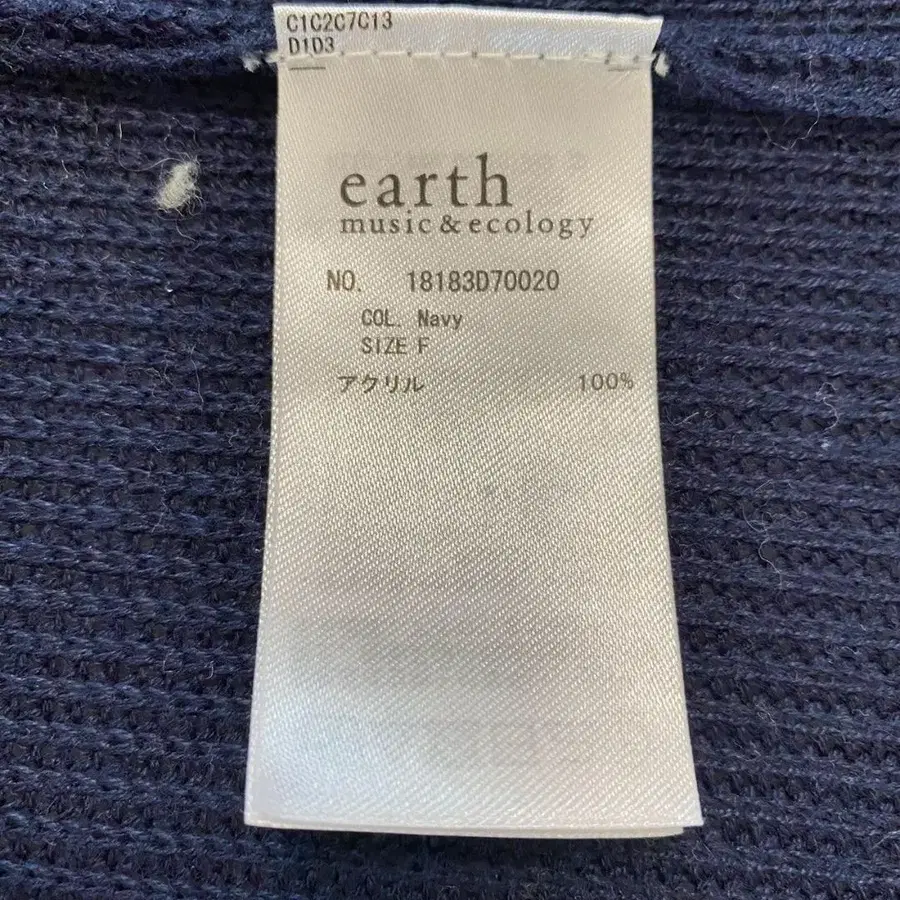 C1C2C7C13
D1D3
earth
music&ecology
NO. 18183D70020
COL. Navy
SIZE F
アクリル 100%